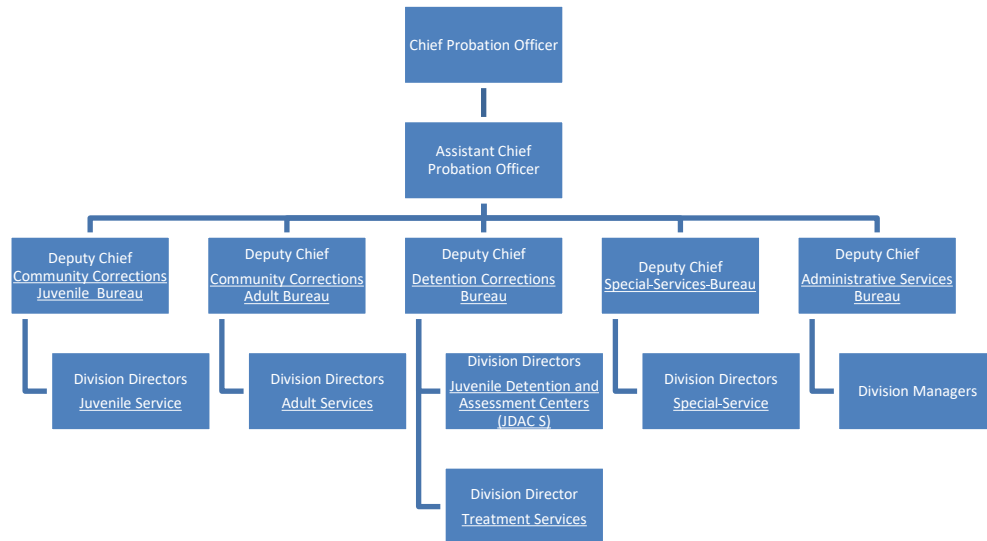 Chief Probation Officer
Assistant Chief
Probation Officer
Deputy Chief
Community Corrections
Juvenile Bureau
Deputy Chief
Community Corrections
Adult Bureau
Deputy Chief
Detention Corrections
Bureau
Deputy Chief
Special-Services-Bureau
Deputy Chief
Administrative Services
Bureau
Division Directors
Juvenile Service
Division Directors
Adult Services
Division Directors
Juvenile Detention and
Assessment Centers
(JDAC S)
Division Directors
Special-Service
Division Managers
Division Director
Treatment Services